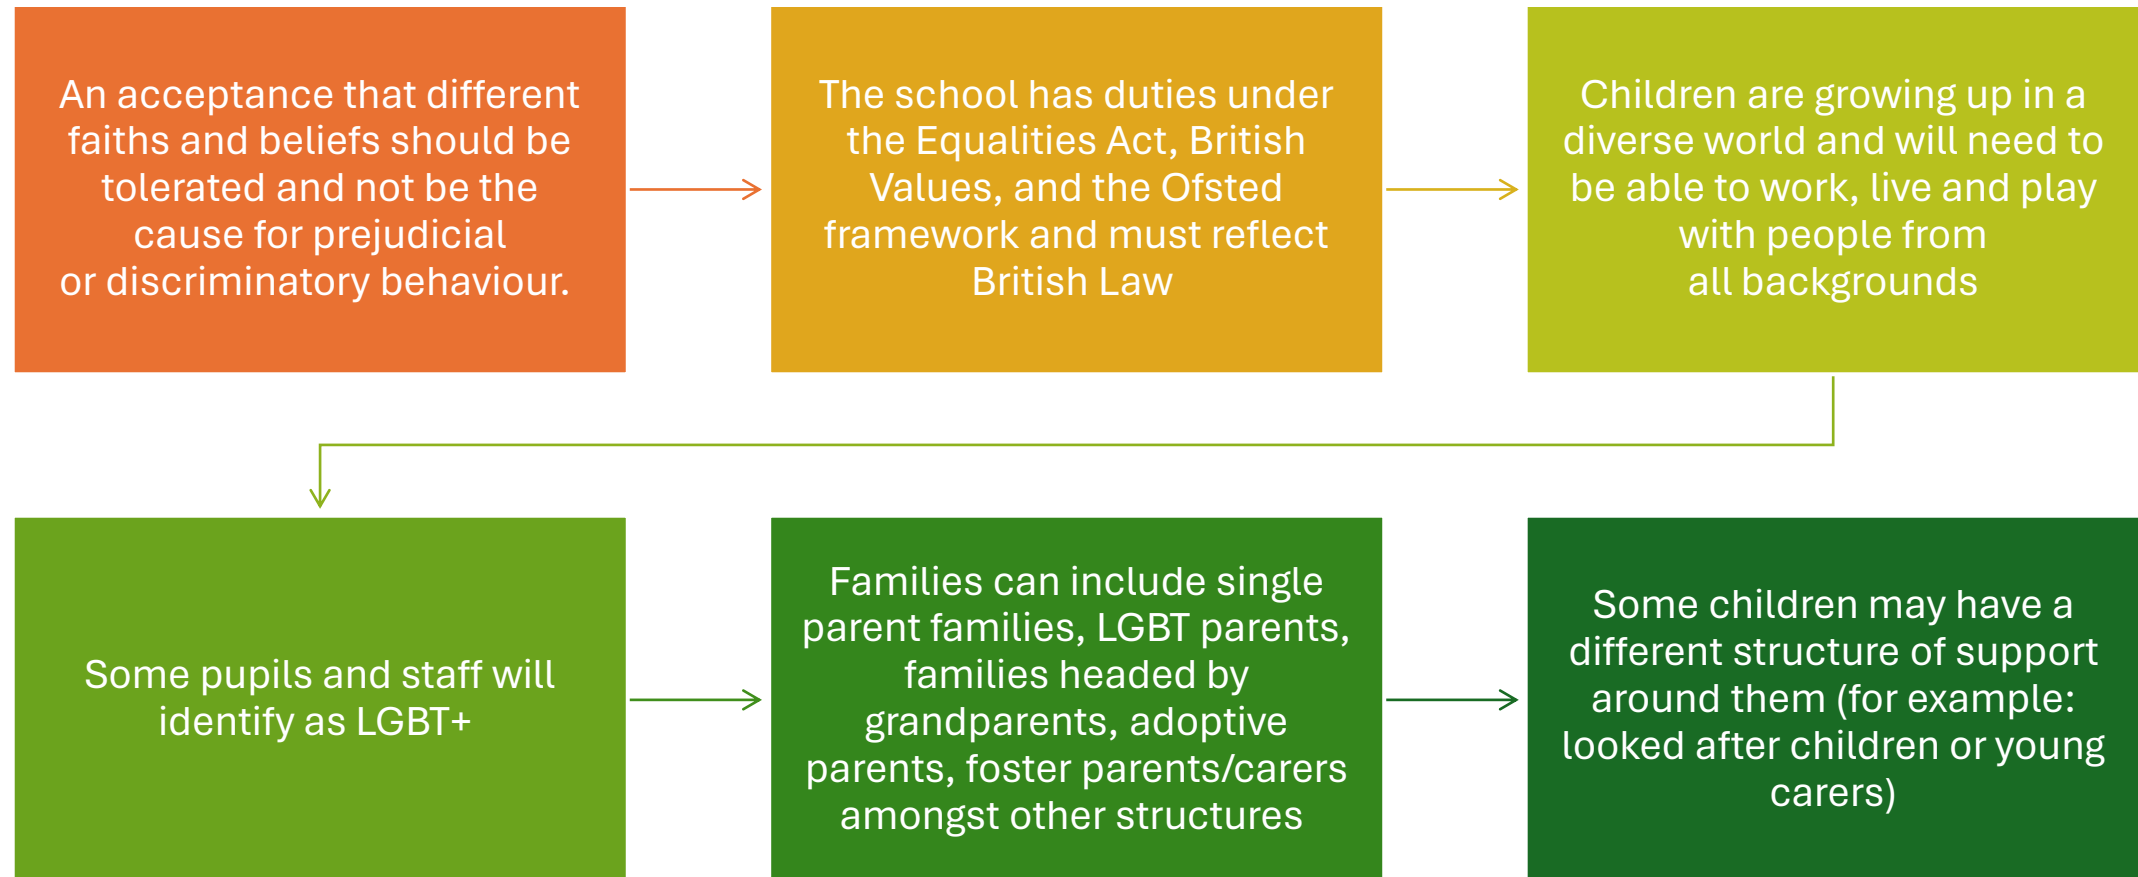 An acceptance that different
faiths and beliefs should be
tolerated and not be the
cause for prejudicial
or discriminatory behaviour.
The school has duties under
the Equalities Act, British
Values, and the Ofsted
framework and must reflect
British Law
Children are growing up in a
diverse world and will need to
be able to work, live and play
with people from
all backgrounds
Some pupils and staff will
identify as LGBT+
Families can include single
parent families, LGBT parents,
families headed by
grandparents, adoptive
parents, foster parents/carers
amongst other structures
Some children may have a
different structure of support
around them (for example:
looked after children or young
carers)